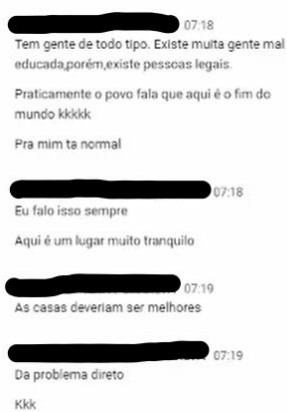 07:18
Tem gente de todo tipo. Existe muita gente mal
educada,porém,existe pessoas legais.
Praticamente o povo fala que aqui é o fim do
mundo kkkkk
Pra mim ta normal
07:18
Eu falo isso sempre
Aqui é um lugar muito tranquilo
07:19
As casas deveriam ser melhores
07:19
Da problema direto
Kkk